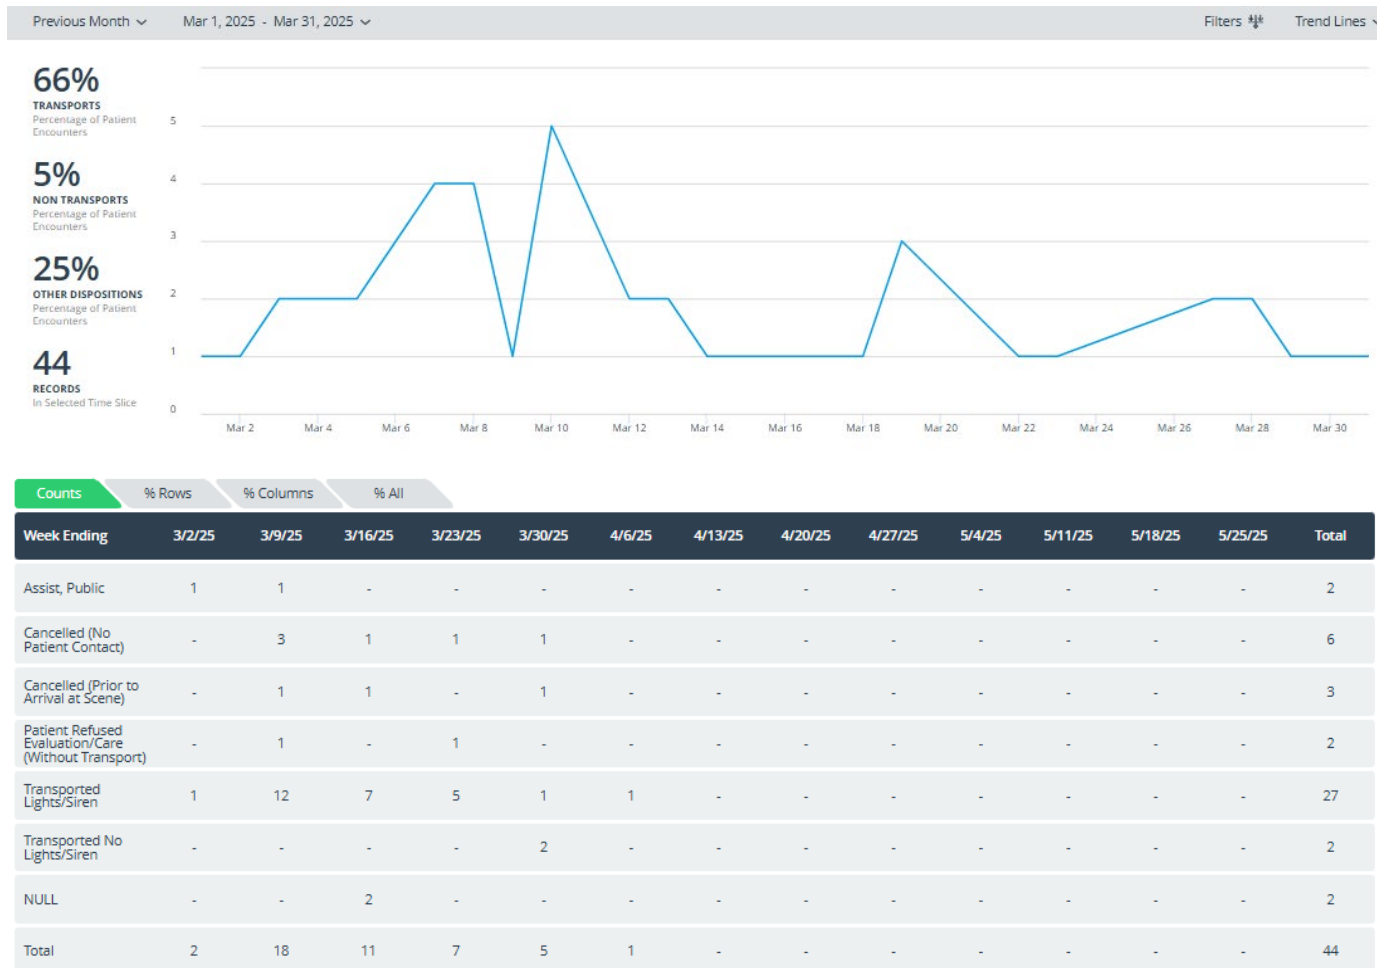 Previous Month
Mar 1, 2025 - Mar 31, 2025
Filters
Trend Lines
66%
TRANSPORTS
Percentage of Patient
Encounters
5%
NON TRANSPORTS
Percentage of Patient
Encounters
25%
OTHER DISPOSITIONS
Percentage of Patient
Encounters
44
RECORDS
In Selected Time Slice
5
4
3
2
1
0
Mar 2 Mar 4 Mar 6 Mar 8 Mar 10 Mar 12 Mar 14 Mar 16 Mar 18 Mar 20 Mar 22 Mar 24 Mar 26 Mar 28 Mar 30
Counts % Rows % Columns % All
Week Ending 3/2/25 3/9/25 3/16/25 3/23/25 3/30/25 4/6/25 4/13/25 4/20/25 4/27/25 5/4/25 5/11/25 5/18/25 5/25/25 Total
Assist, Public 1 1 - - - - - - - - - - - 2
Cancelled (No
Patient Contact) - 3 1 1 1 - - - - - - - - 6
Cancelled (Prior to
Arrival at Scene) - 1 1 - 1 - - - - - - - - 3
Patient Refused
Evaluation/Care
(Without Transport) - 1 - 1 - - - - - - - - - 2
Transported
Lights/Siren 1 12 7 5 1 1 - - - - - - - 27
Transported No
Lights/Siren - - - - 2 - - - - - - - - 2
NULL - - 2 - - - - - - - - - - 2
Total 2 18 11 7 5 1 - - - - - - - 44